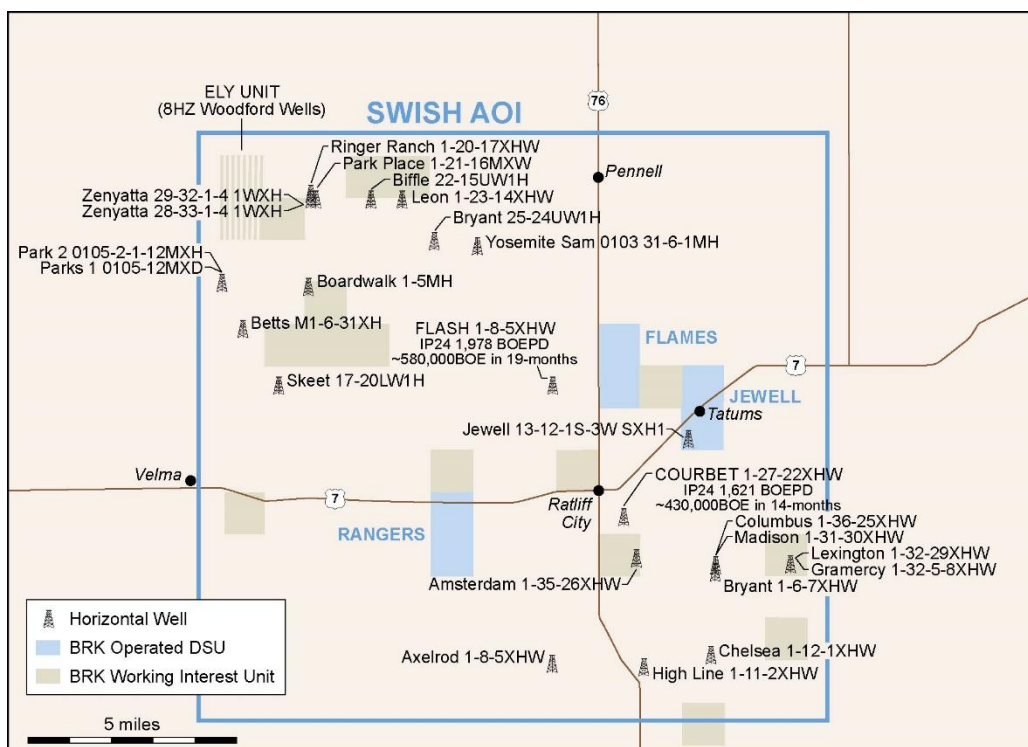 ELY UNIT
(8HZ Woodford Wells)
SWISH AOI
76
Ringer Ranch 1-20-17XHW
Park Place 1-21-16MXW
Biffle 22-15UW1H
Leon 1-23-14XHW
Pennell
Zenyatta 29-32-1-4 1WXH
Zenyatta 28-33-1-4 1WXH
Bryant 25-24UW1H
Yosemite Sam 0103 31-6-1MH
Park 2 0105-2-1-12MXH
Parks 1 0105-12MXD
Boardwalk 1-5MH
Betts M1-6-31XH
FLASH 1-8-5XHW
IP24 1,978 BOEPD
~580,000BOE in 19-months
FLAMES
7
Skeet 17-20LW1H
JEWELL
Tatums
Jewell 13-12-1S-3W SXH1
Velma
7
Ratliff
City
COURBET 1-27-22XHW
IP24 1,621 BOEPD
~430,000BOE in 14-months
RANGERS
Columbus 1-36-25XHW
Madison 1-31-30XHW
Lexington 1-32-29XHW
Gramercy 1-32-5-8XHW
Amsterdam 1-35-26XHW
Bryant 1-6-7XHW
Horizontal Well
BRK Operated DSU
BRK Working Interest Unit
Axelrod 1-8-5XHW
Chelsea 1-12-1XHW
High Line 1-11-2XHW
5 miles